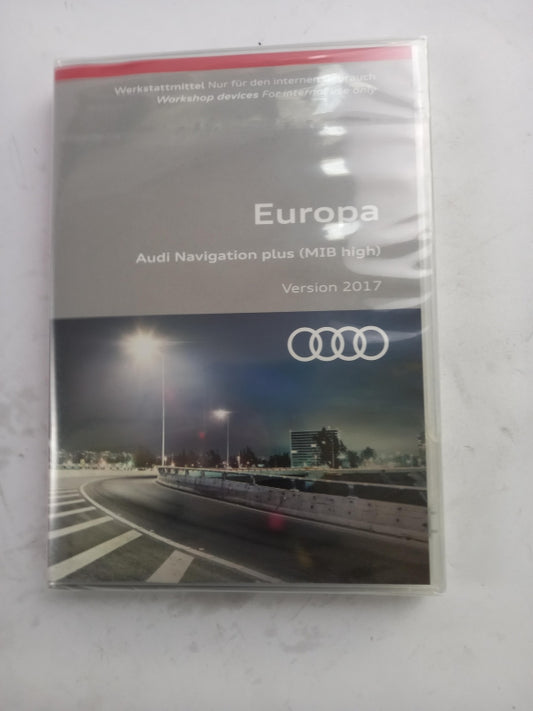 Werkstattmittel Nur für den internen Gebrauch
Workshop devices For internal use only
Europa
Audi Navigation plus (MIB high)
Version 2017